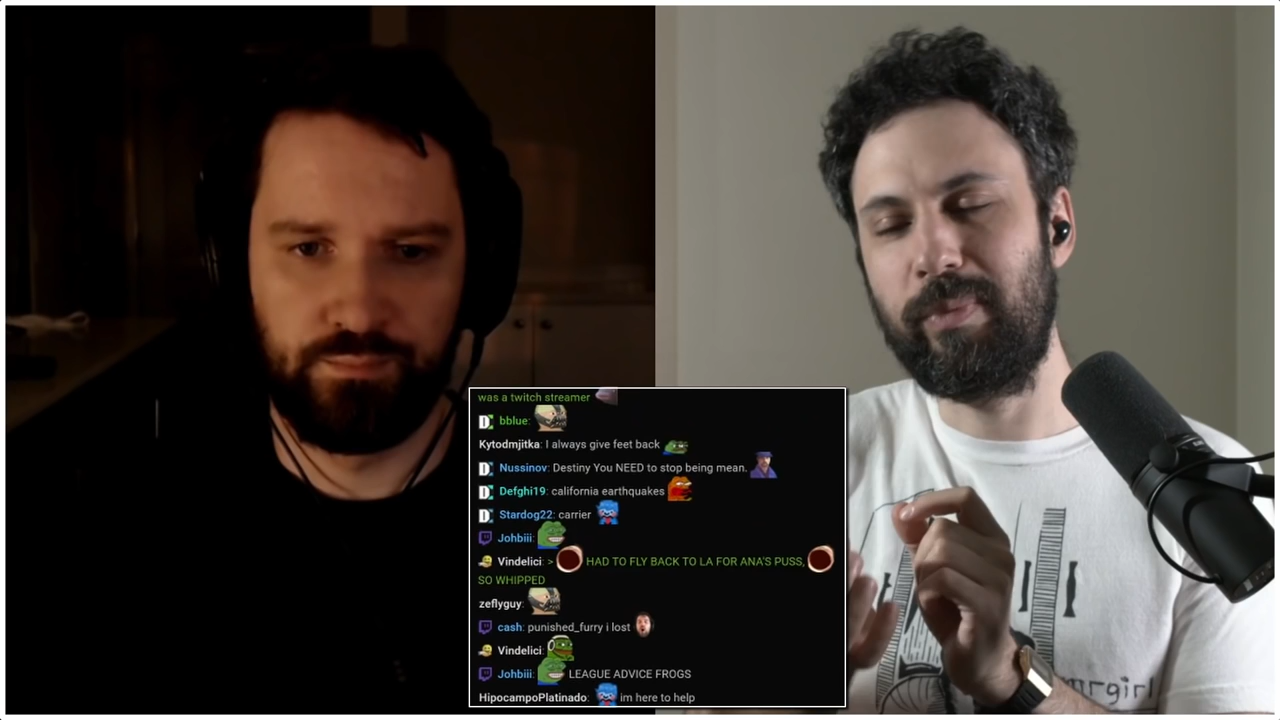 was a twitch streamer
bblue:
Kytodmjitka: I always give feet back
Nussinov: Destiny You NEED to stop being mean.
Defghi19: california earthquakes
Stardog22: carrier
Johbiii:
Vindelici: > HAD TO FLY BACK TO LA FOR ANA'S PUSS,
SO WHIPPED
zeflyguy:
cash: punished_furry i lost
Vindelici:
Johbiii: LEAGUE ADVICE FROGS
HipocampoPlatinado: im here to help